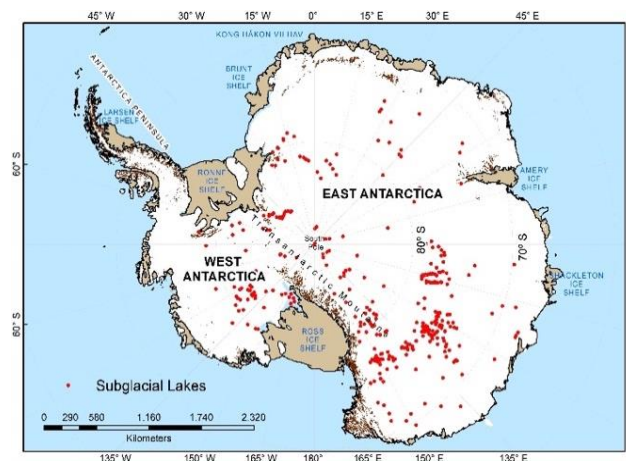 45° W 30° W 15° W 0° 15° E 30° E 45° E
KONG HÅKON VII HAV
BRUNT
ICE
SHELF
ANTARCTICA PENINSULA
LARSEN
ICE SHELF
60° S
RONNE
ICE
SHELF
EAST ANTARCTICA
AMERY
ICE
SHELF
Transantarctic Mountains
South
Pole
80° S
70° S
WEST
ANTARCTICA
HACKLETON
ICE
SHELF
60° S
ROSS
ICE
SHELF
Subglacial Lakes
0 290 580 1.160 1.740 2.320
Kilometers
135° W 150° W 165° W 180° 165° E 150° E 135° E